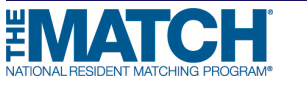 THE MATCH®
NATIONAL RESIDENT MATCHING PROGRAM®